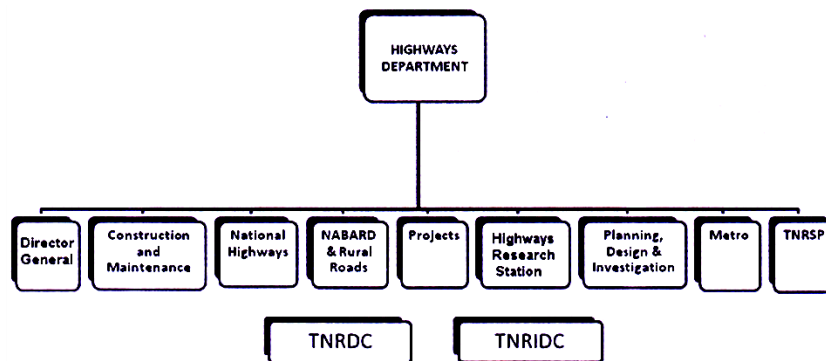 HIGHWAYS
DEPARTMENT
Director
General
Construction
and
Maintenance
National
Highways
NABARD
& Rural
Roads
Projects
Highways
Research
Station
Planning,
Design &
Investigation
Metro
TNRSP
TNRDC
TNRIDC